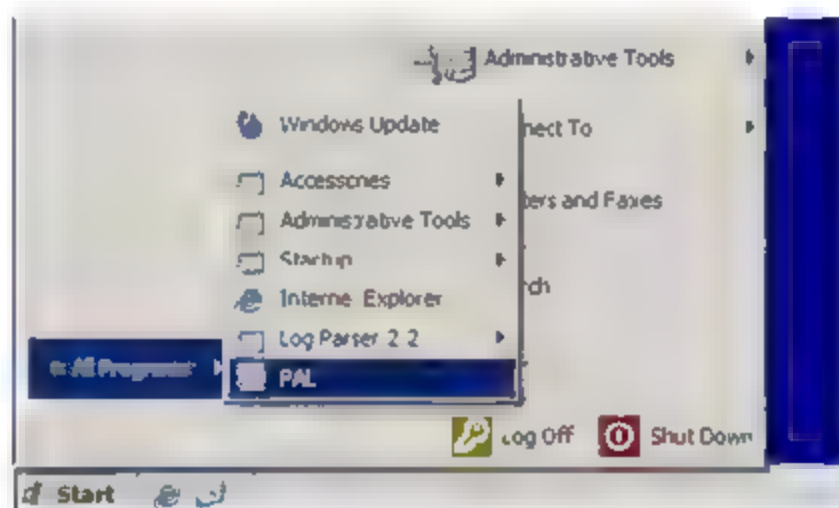 Administrative Tools
Windows Update
nect To
Accessories
ters and Faxes
Administrative Tools
Startup
rch
Internet Explorer
Log Parser 2.2
All Programs
PAL
Log Off
Shut Down
Start